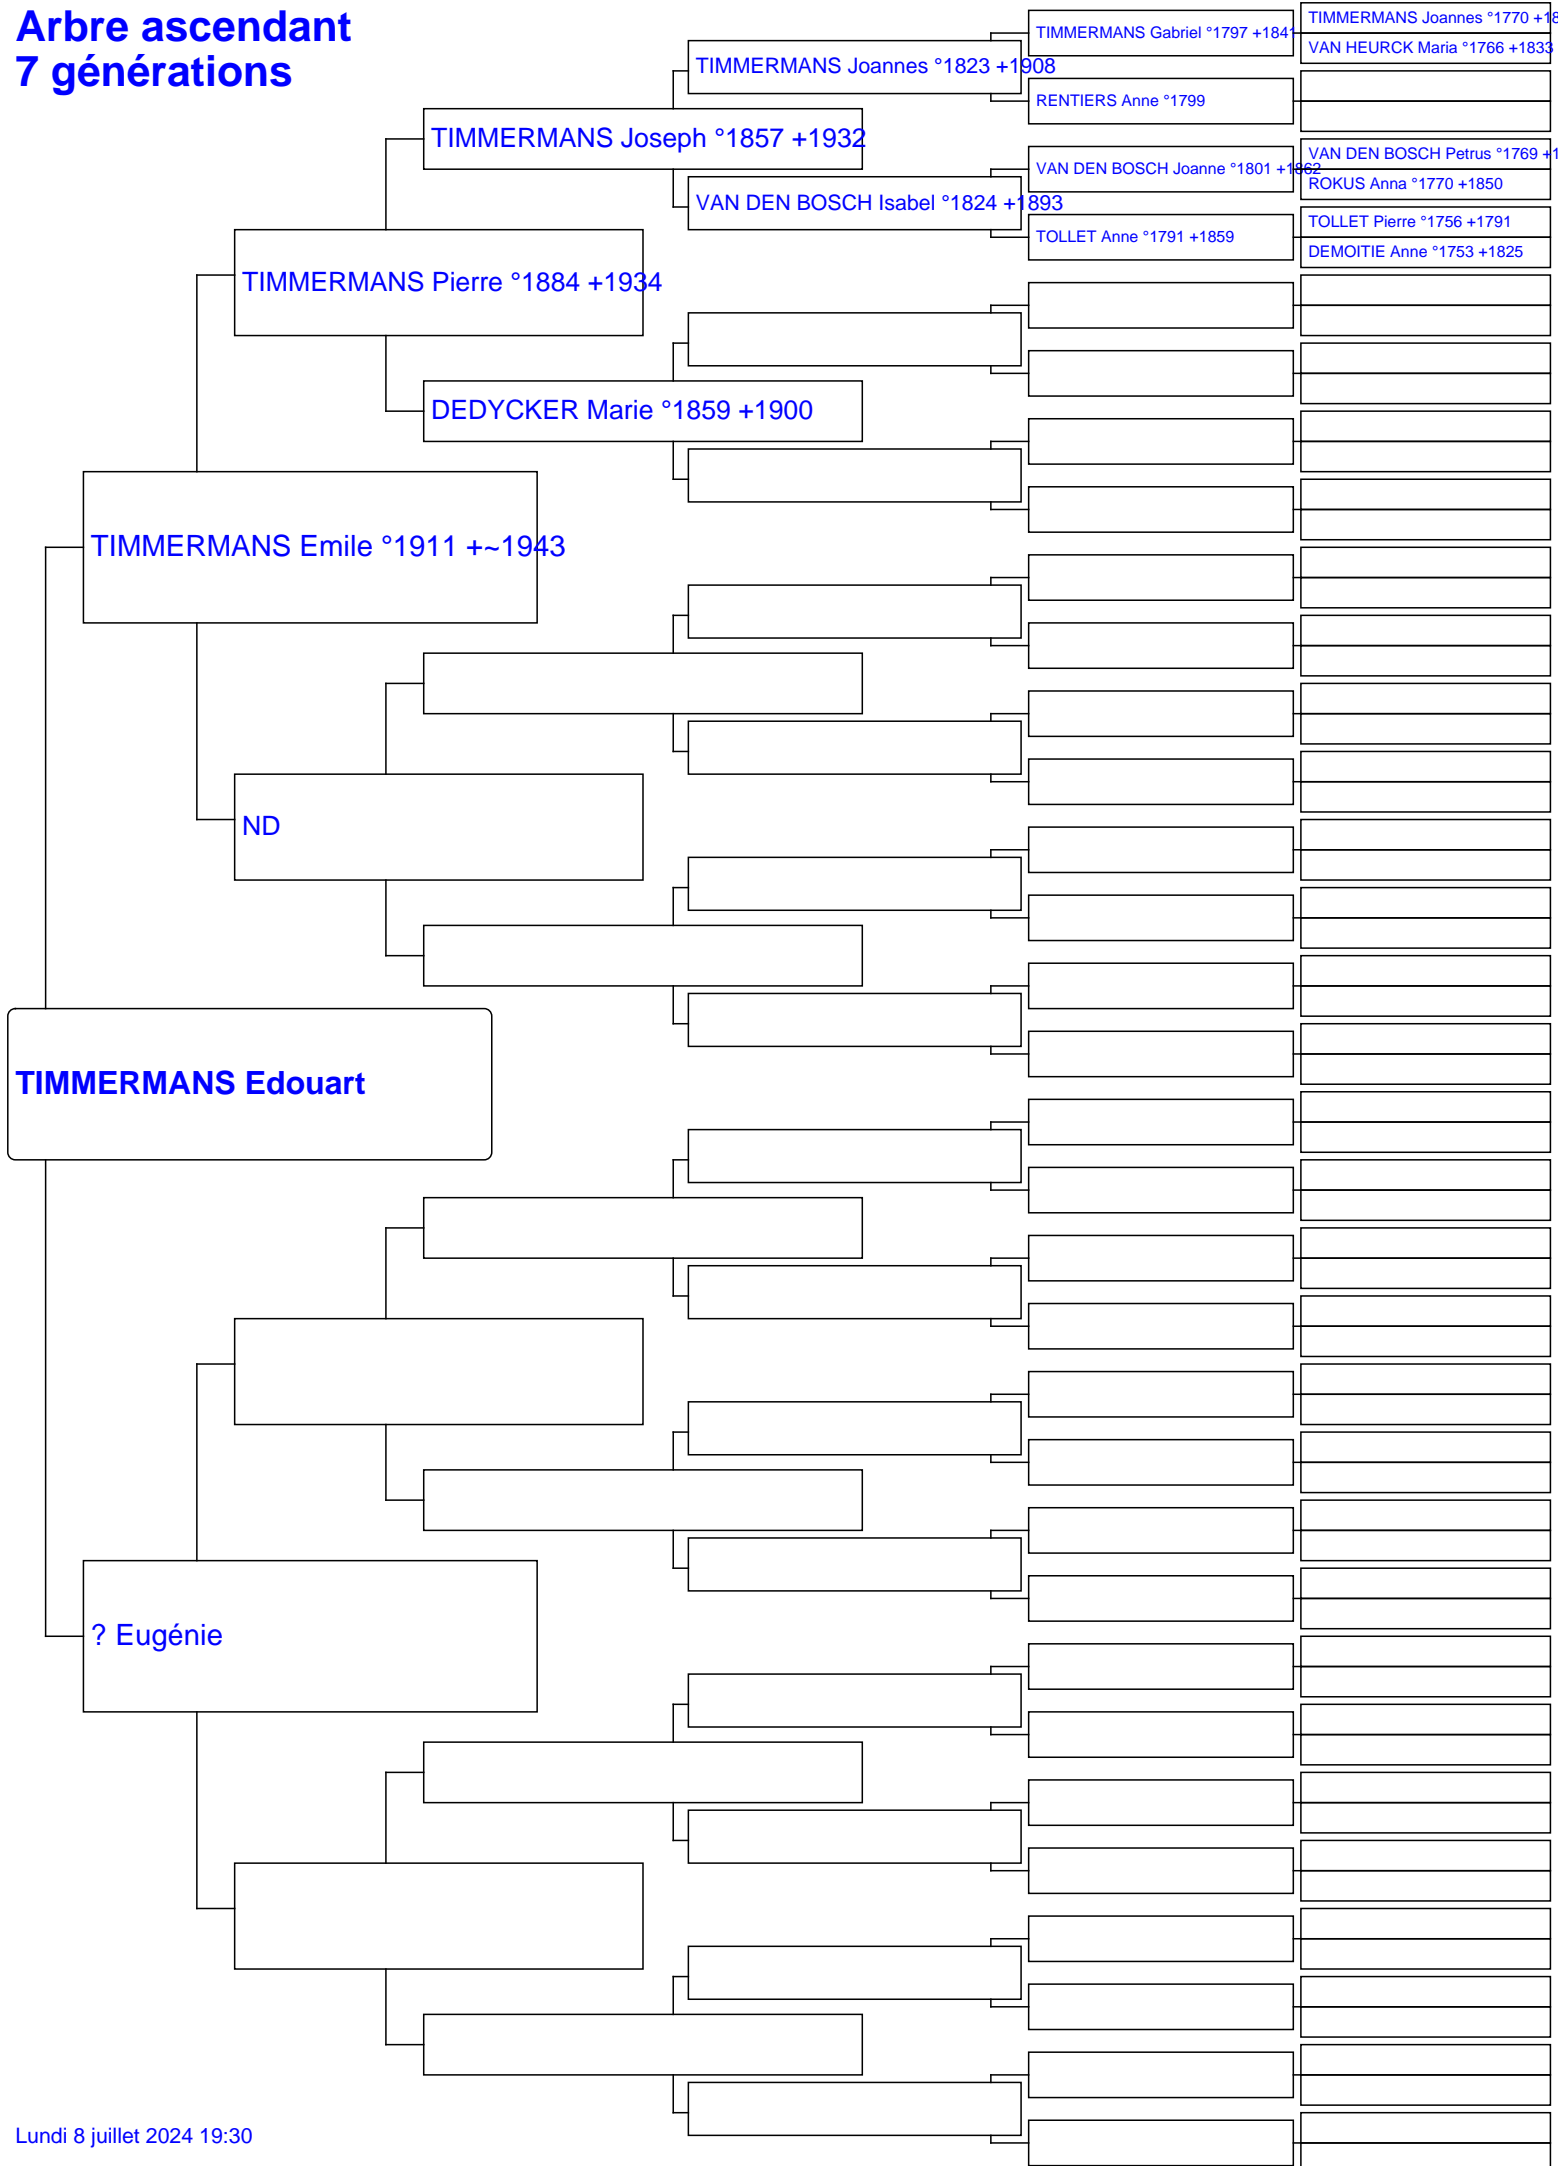 Arbre ascendant
7 générations
TIMMERMANS Joannes °1770 +18
TIMMERMANS Gabriel °1797 +1841
VAN HEURCK Maria °1766 +1833
TIMMERMANS Joannes °1823 +1908
RENTIERS Anne °1799
TIMMERMANS Joseph °1857 +1932
VAN DEN BOSCH Petrus °1769 +1
VAN DEN BOSCH Joanne °1801 +1862
ROKUS Anna °1770 +1850
VAN DEN BOSCH Isabel °1824 +1893
TOLLET Pierre °1756 +1791
TOLLET Anne °1791 +1859
DEMOITIE Anne °1753 +1825
TIMMERMANS Pierre °1884 +1934
DEDYCKER Marie °1859 +1900
TIMMERMANS Emile °1911 +~1943
ND
TIMMERMANS Edouart
? Eugénie
Lundi 8 juillet 2024 19:30